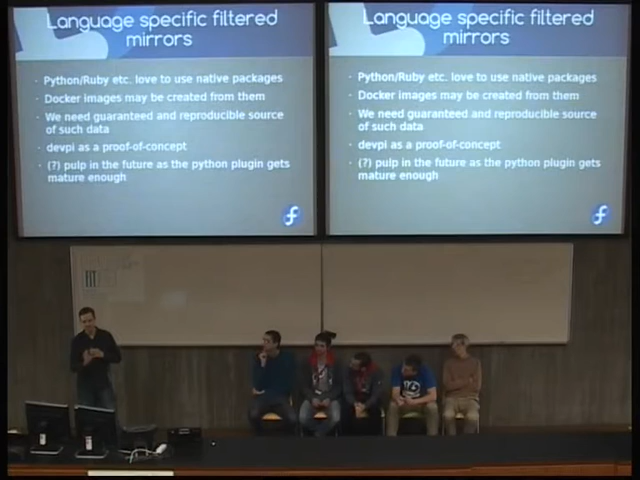 Language specific filtered
mirrors
· Python/Ruby etc. love to use native packages
· Docker images may be created from them
· We need guaranteed and reproducible source
of such data
· devpi as a proof-of-concept
· (?) pulp in the future as the python plugin gets
mature enough
Language specific filtered
mirrors
· Python/Ruby etc. love to use native packages
· Docker images may be created from them
· We need guaranteed and reproducible source
of such data
· devpi as a proof-of-concept
· (?) pulp in the future as the python plugin gets
mature enough